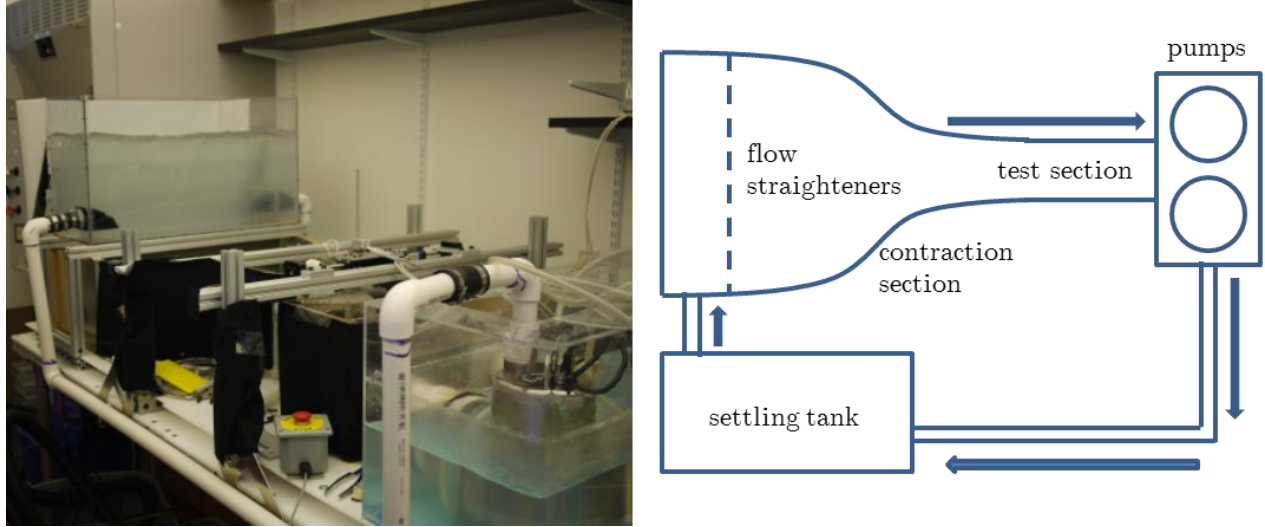 pumps
flow
straighteners
test section
contraction
section
settling tank